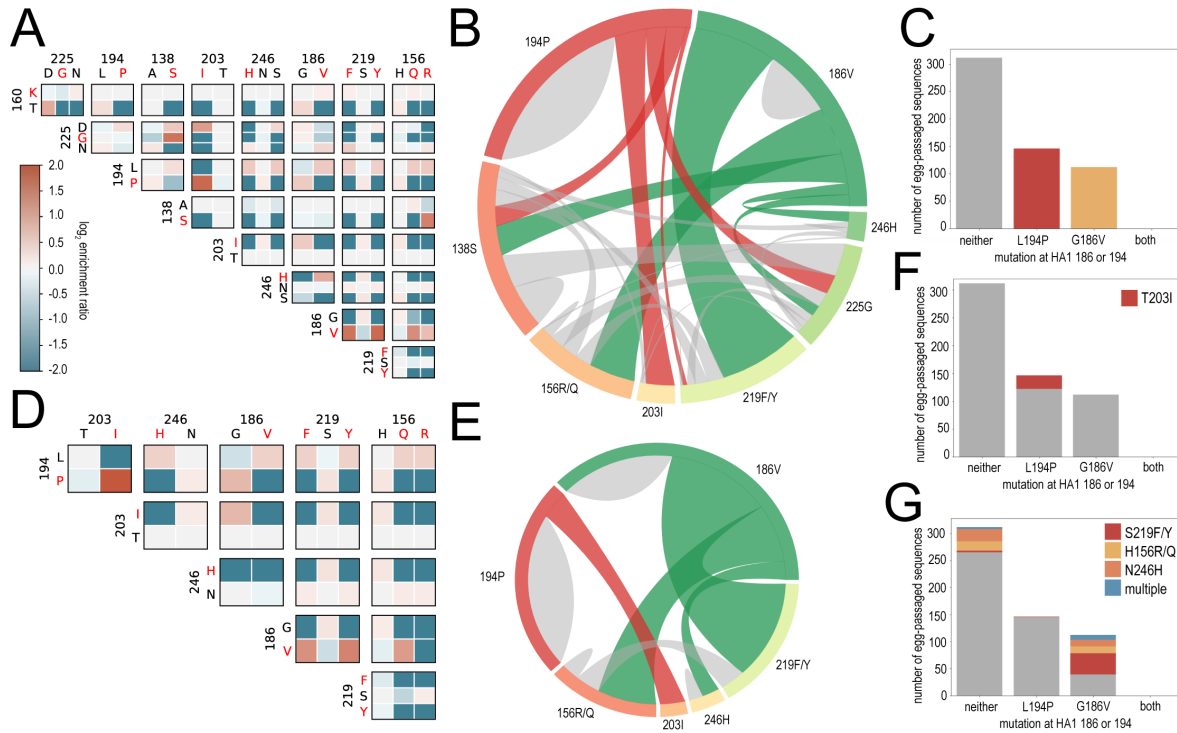 A
225 194 138 203 246 186 219 156
D G N L P A S I T H N S G V F S Y H Q R
160 K
T
225 D
G
N
194 L
P
138 A
S
203 I
T
246 H
N
S
186 G
V
219 F
S
Y
2.0
1.5
1.0
0.5
0.0
-0.5
-1.0
-1.5
-2.0
log2 enrichment ratio
B
194P
186V
246H
225G
219F/Y
203I
156R/Q
138S
C
number of egg-passaged sequences
300
250
200
150
100
50
0
neither L194P G186V both
mutation at HA1 186 or 194
D
203 246 186 219 156
T I H N G V F S Y H Q R
194 L
P
203 I
T
246 H
N
186 G
V
219 F
S
Y
E
186V
194P
219F/Y
246H
203I
156R/Q
F
T203I
number of egg-passaged sequences
300
250
200
150
100
50
0
neither L194P G186V both
mutation at HA1 186 or 194
G
S219F/Y
H156R/Q
N246H
multiple
number of egg-passaged sequences
300
250
200
150
100
50
0
neither L194P G186V both
mutation at HA1 186 or 194